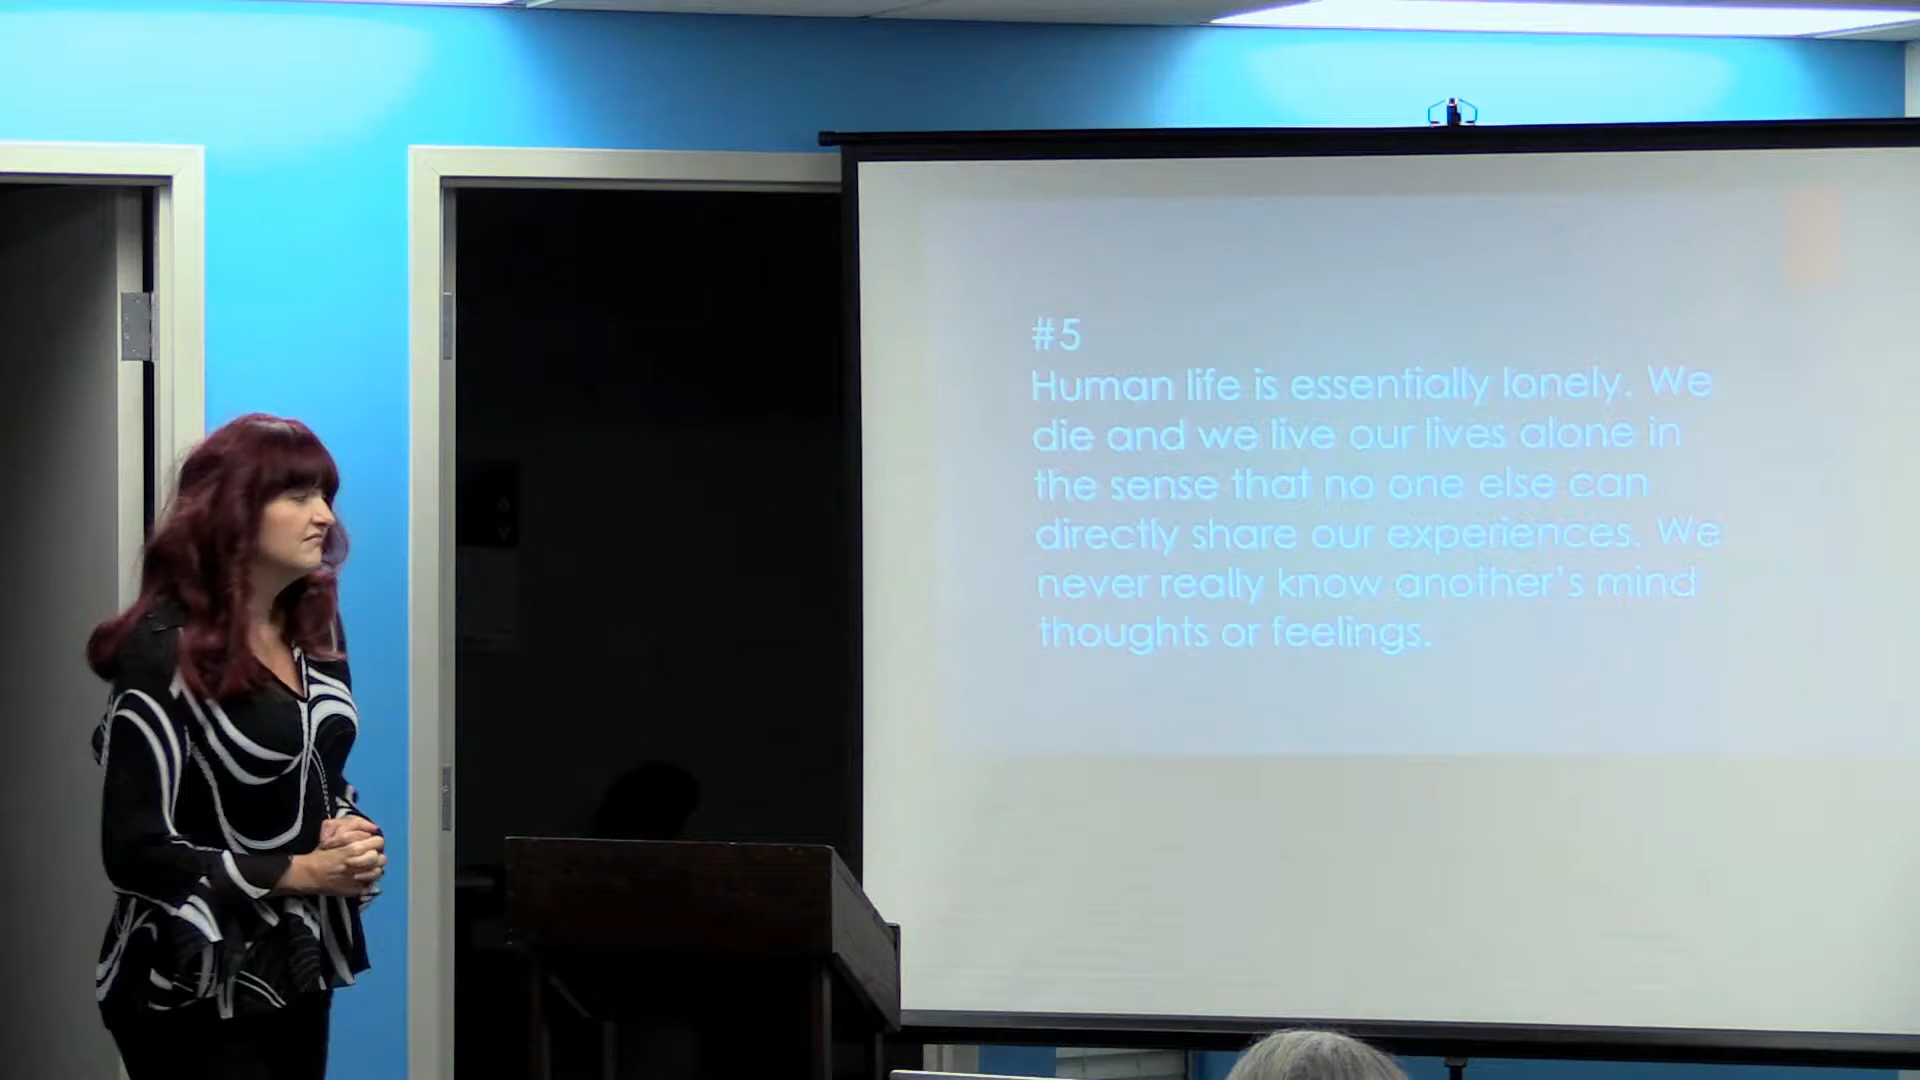 #5
Human life is essentially lonely. We
die and we live our lives alone in
the sense that no one else can
directly share our experiences. We
never really know another's mind
thoughts or feelings.